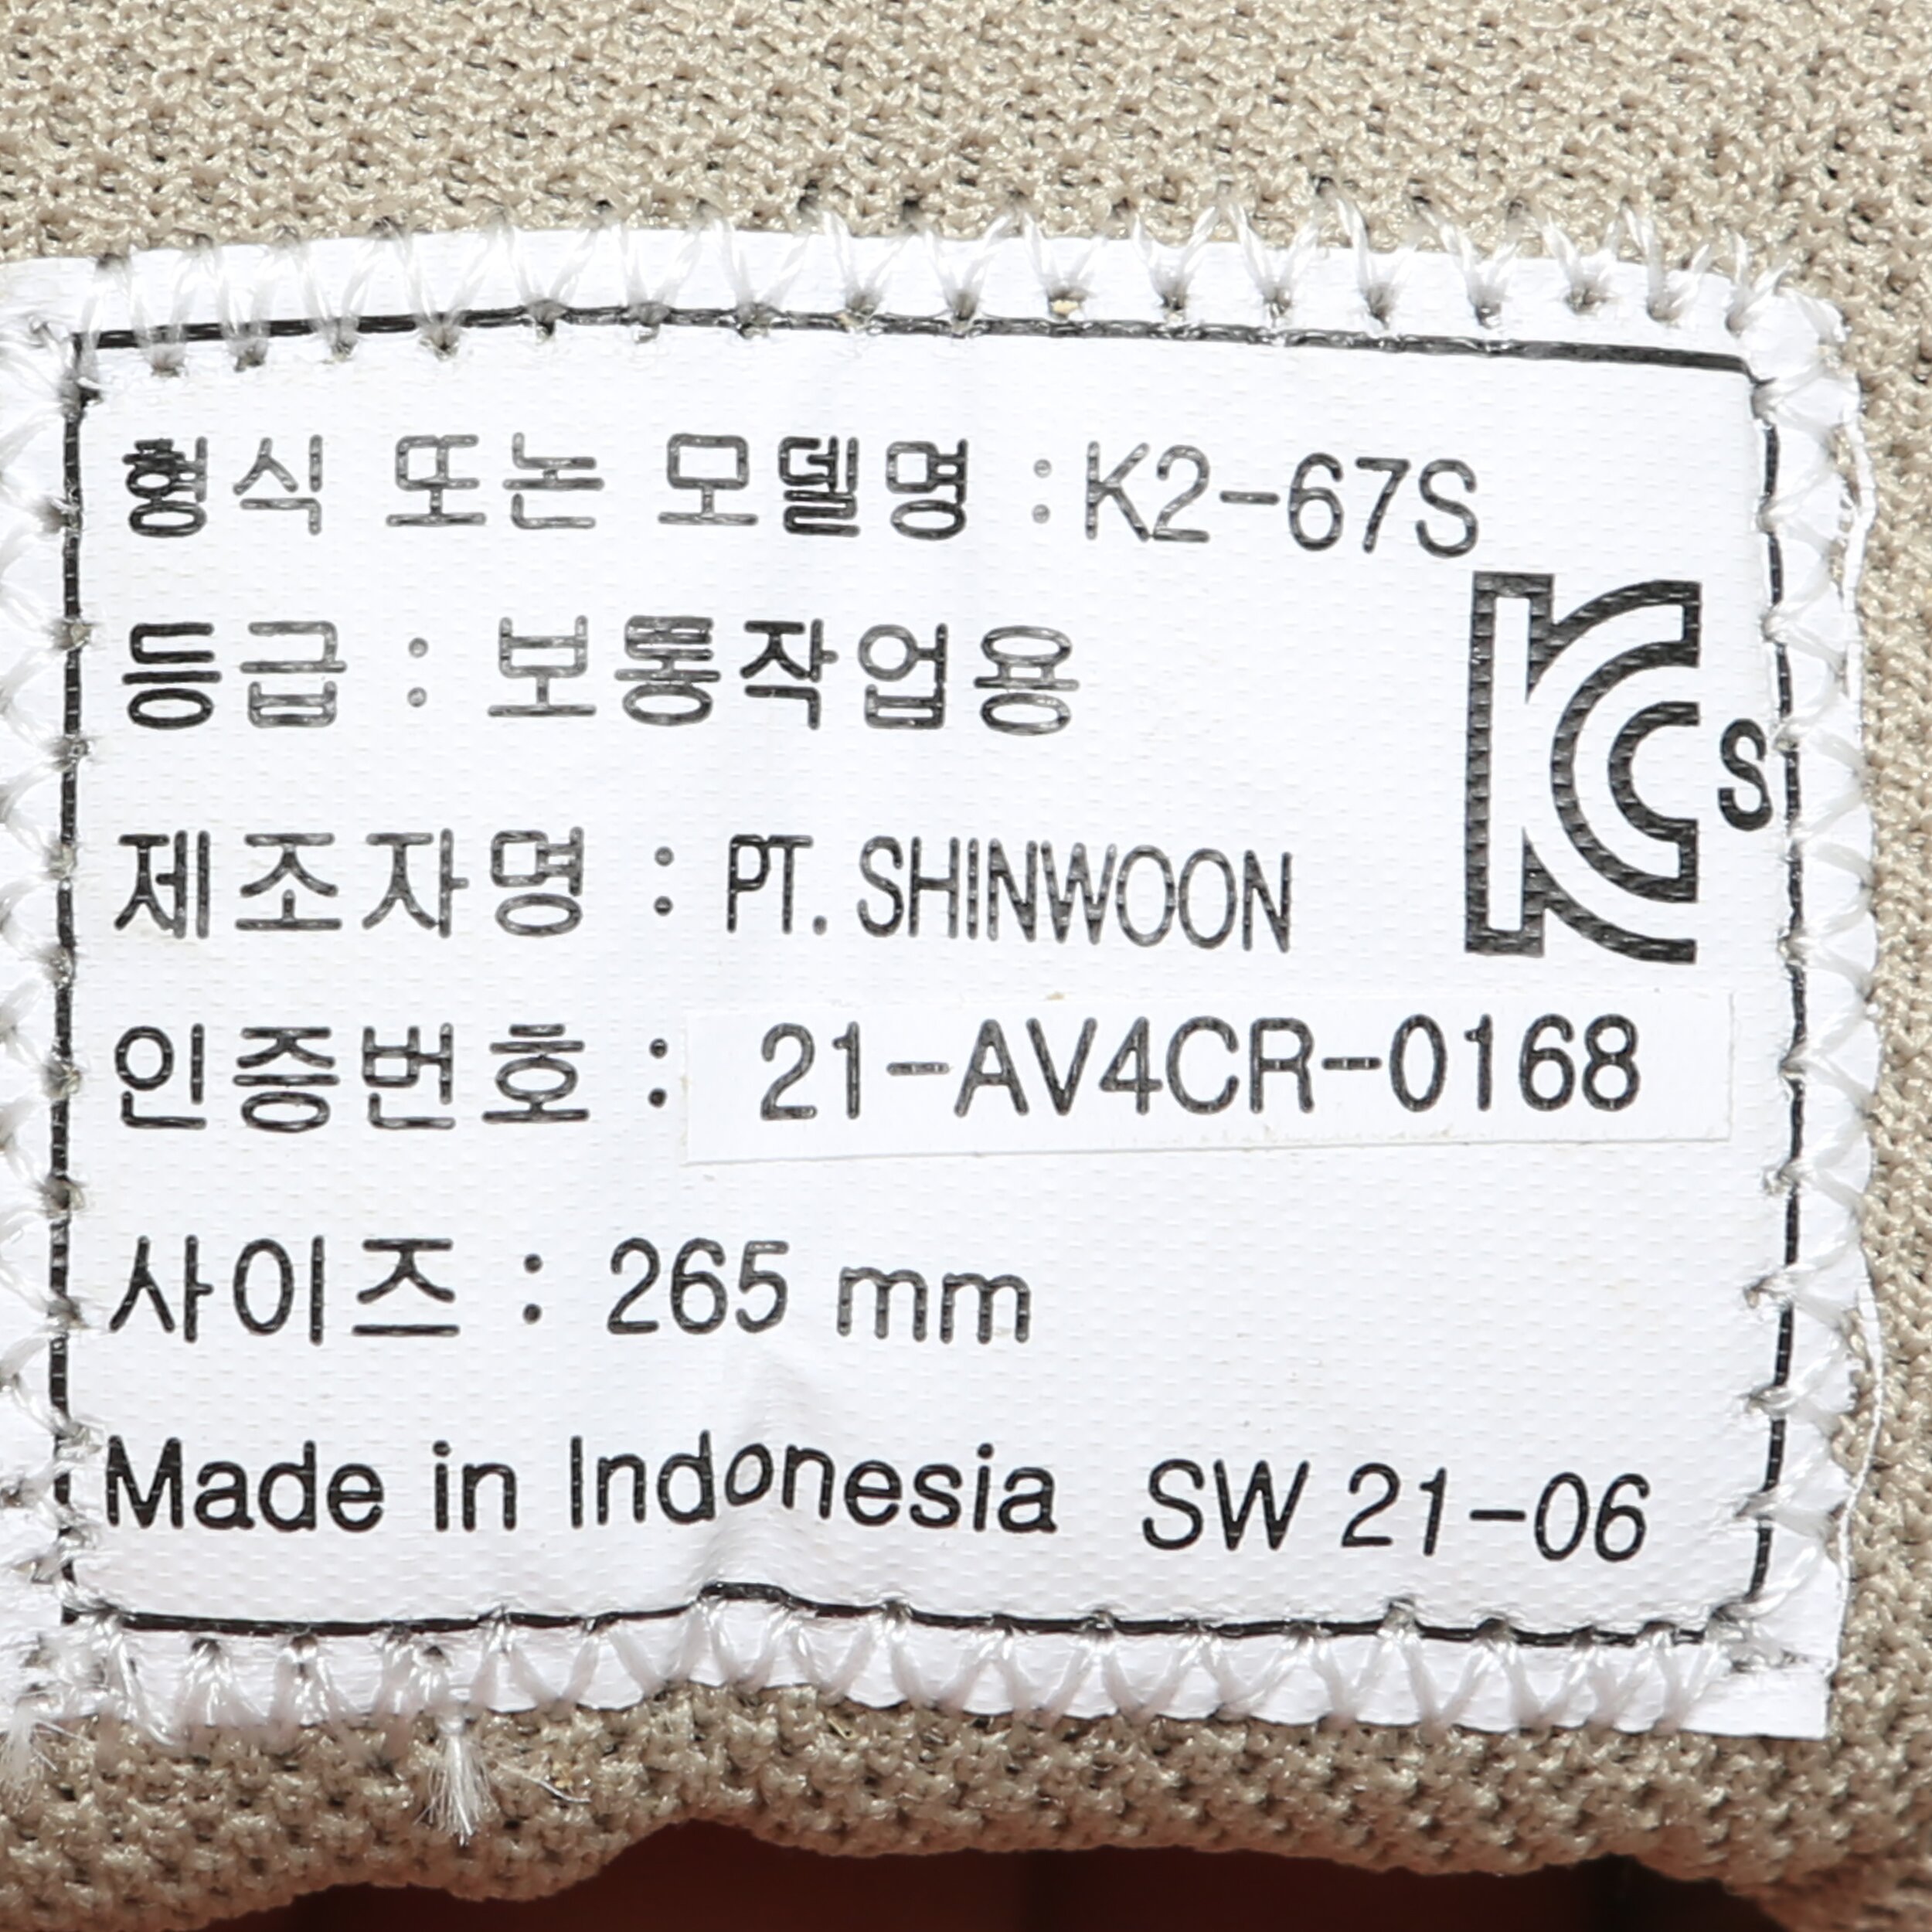 형식 또는 모델명 : K2-67S
등급 : 보통작업용
KCs
제조자명 : PT. SHINWOON
인증번호 : 21-AV4CR-0168
사이즈 : 265 mm
Made in Indonesia SW 21-06